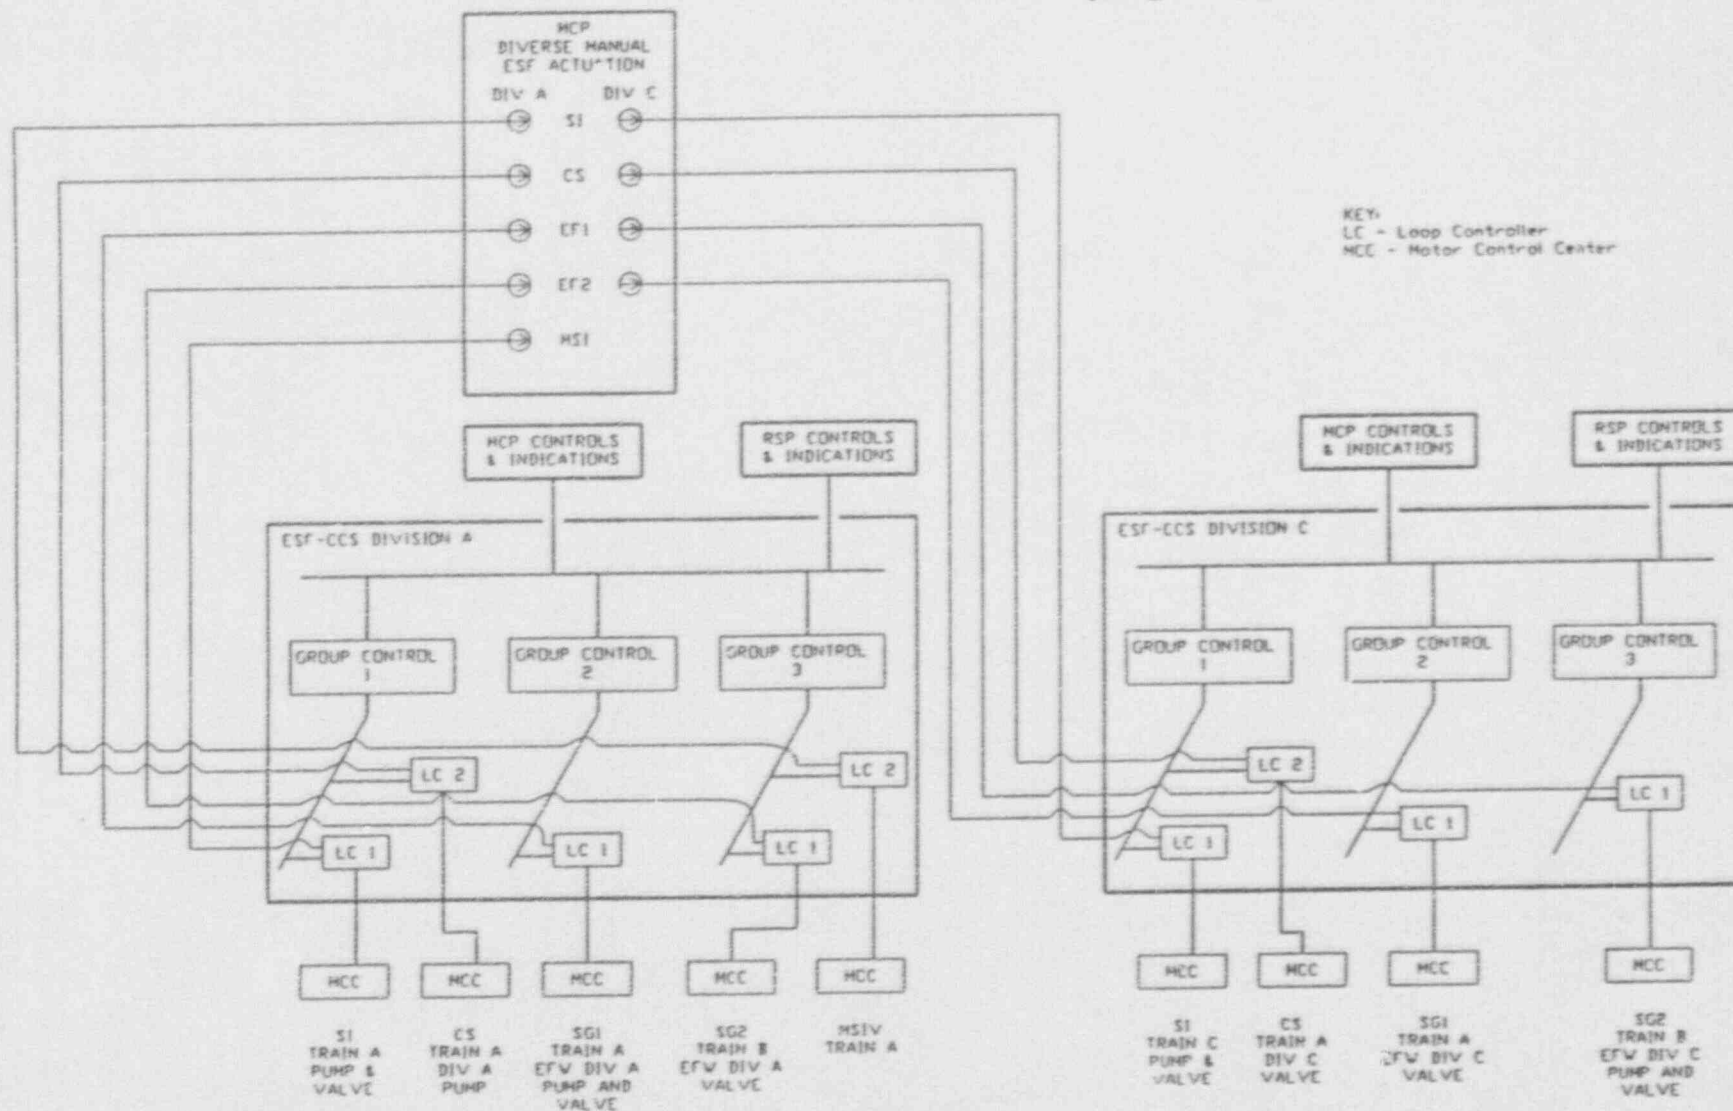 MCP
DIVERSE MANUAL
ESF ACTU"TION
DIV A DIV C
SI
CS
EF1
EF2
MSI
KEY:
LC - Loop Controller
MCC - Motor Control Center
MCP CONTROLS
& INDICATIONS
RSP CONTROLS
& INDICATIONS
MCP CONTROLS
& INDICATIONS
RSP CONTROLS
& INDICATIONS
ESF-CCS DIVISION A
ESF-CCS DIVISION C
GROUP CONTROL
1
GROUP CONTROL
2
GROUP CONTROL
3
GROUP CONTROL
1
GROUP CONTROL
2
GROUP CONTROL
3
LC 2
LC 2
LC 1
LC 1
LC 1
LC 2
LC 1
LC 1
LC 1
MCC
MCC
MCC
MCC
MCC
MCC
MCC
MCC
MCC
SI
TRAIN A
PUMP &
VALVE
CS
TRAIN A
DIV A
PUMP
SG1
TRAIN A
EFW DIV A
PUMP AND
VALVE
SG2
TRAIN B
EFW DIV A
VALVE
MSIV
TRAIN A
SI
TRAIN C
PUMP &
VALVE
CS
TRAIN A
DIV C
VALVE
SG1
TRAIN A
EFW DIV C
VALVE
SG2
TRAIN B
EFW DIV C
PUMP AND
VALVE